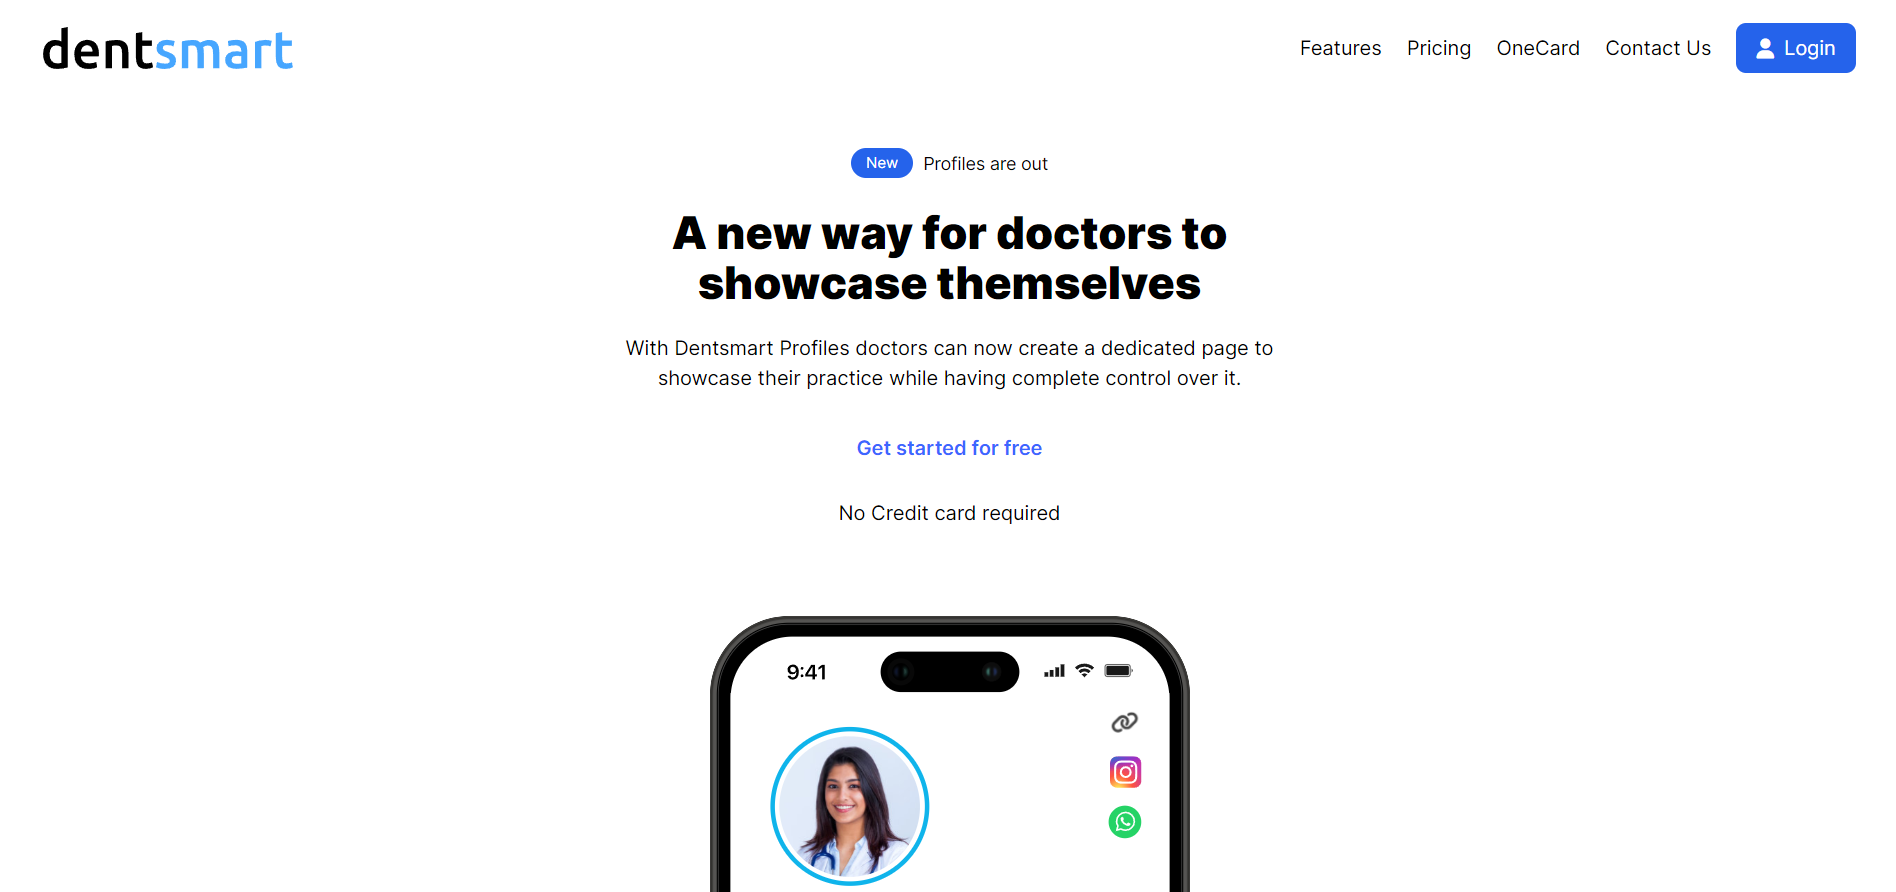 dentsmart
Features Pricing OneCard Contact Us Login
New Profiles are out
A new way for doctors to
showcase themselves
With Dentsmart Profiles doctors can now create a dedicated page to
showcase their practice while having complete control over it.
Get started for free
No Credit card required
9:41